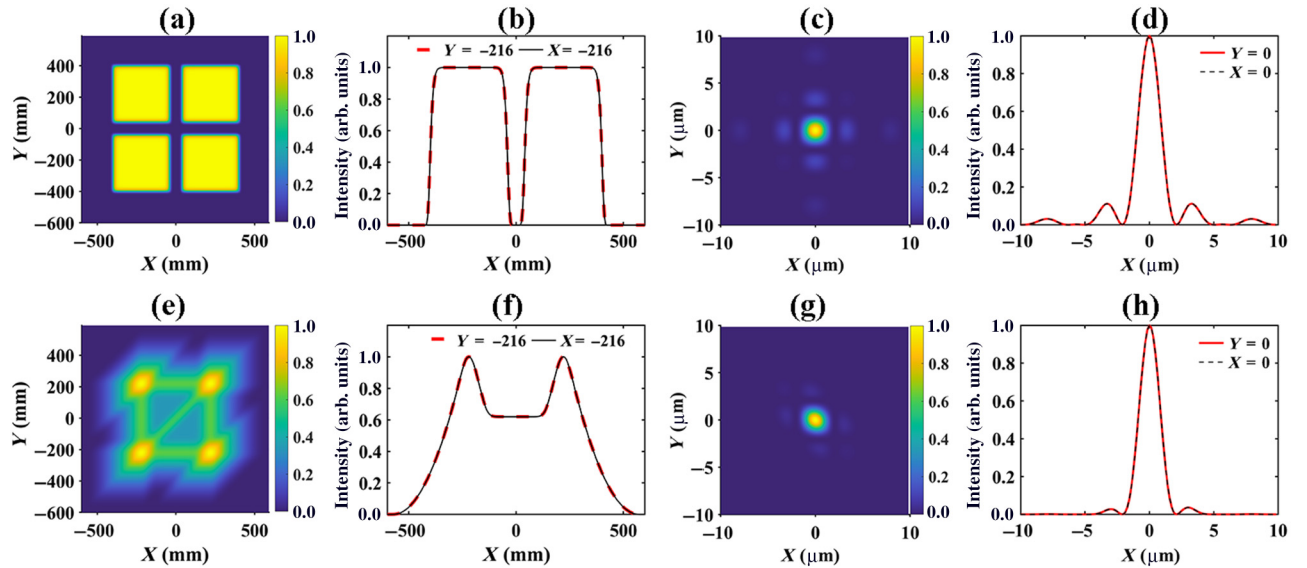 (a)
Y (mm)
400
200
0
−200
−400
−600
−500 0 500
X (mm)
1.0
0.8
0.6
0.4
0.2
0.0
(b)
Intensity (arb. units)
Y = −216 X= −216
1.0
0.8
0.6
0.4
0.2
0.0
−500 0 500
X (mm)
(c)
Y (μm)
10
5
0
−5
−10
−10 0 10
X (μm)
1.0
0.8
0.6
0.4
0.2
0.0
(d)
Intensity (arb. units)
Y = 0
X = 0
1.0
0.8
0.6
0.4
0.2
0.0
−10 −5 0 5 10
X (μm)
(e)
Y (mm)
400
200
0
−200
−400
−600
−500 0 500
X (mm)
1.0
0.8
0.6
0.4
0.2
0.0
(f)
Intensity (arb. units)
Y = −216 X= −216
1.0
0.8
0.6
0.4
0.2
0.0
−500 0 500
X (mm)
(g)
Y (μm)
10
5
0
−5
−10
−10 0 10
X (μm)
1.0
0.8
0.6
0.4
0.2
0.0
(h)
Intensity (arb. units)
Y = 0
X = 0
1.0
0.8
0.6
0.4
0.2
0.0
−10 −5 0 5 10
X (μm)